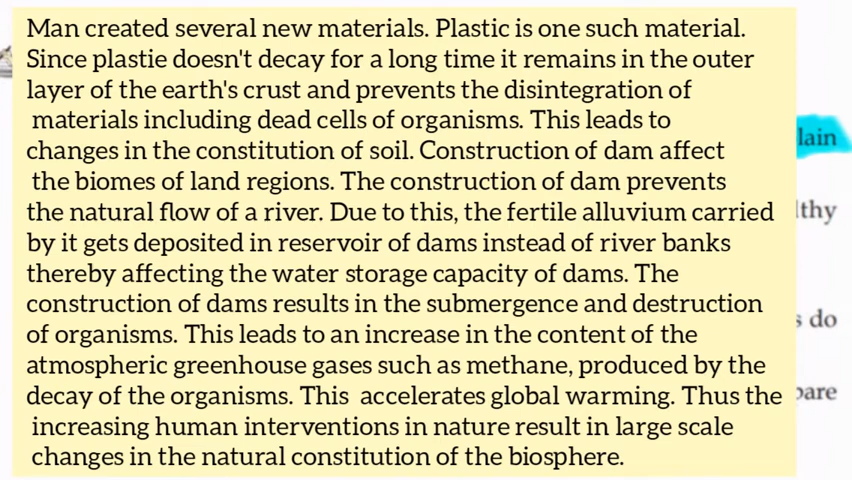 Man created several new materials. Plastic is one such material.
Since plastie doesn't decay for a long time it remains in the outer
layer of the earth's crust and prevents the disintegration of
materials including dead cells of organisms. This leads to
changes in the constitution of soil. Construction of dam affect
the biomes of land regions. The construction of dam prevents
the natural flow of a river. Due to this, the fertile alluvium carried
by it gets deposited in reservoir of dams instead of river banks
thereby affecting the water storage capacity of dams. The
construction of dams results in the submergence and destruction
of organisms. This leads to an increase in the content of the
atmospheric greenhouse gases such as methane, produced by the
decay of the organisms. This accelerates global warming. Thus the
increasing human interventions in nature result in large scale
changes in the natural constitution of the biosphere.
lain
lthy
s do
pare